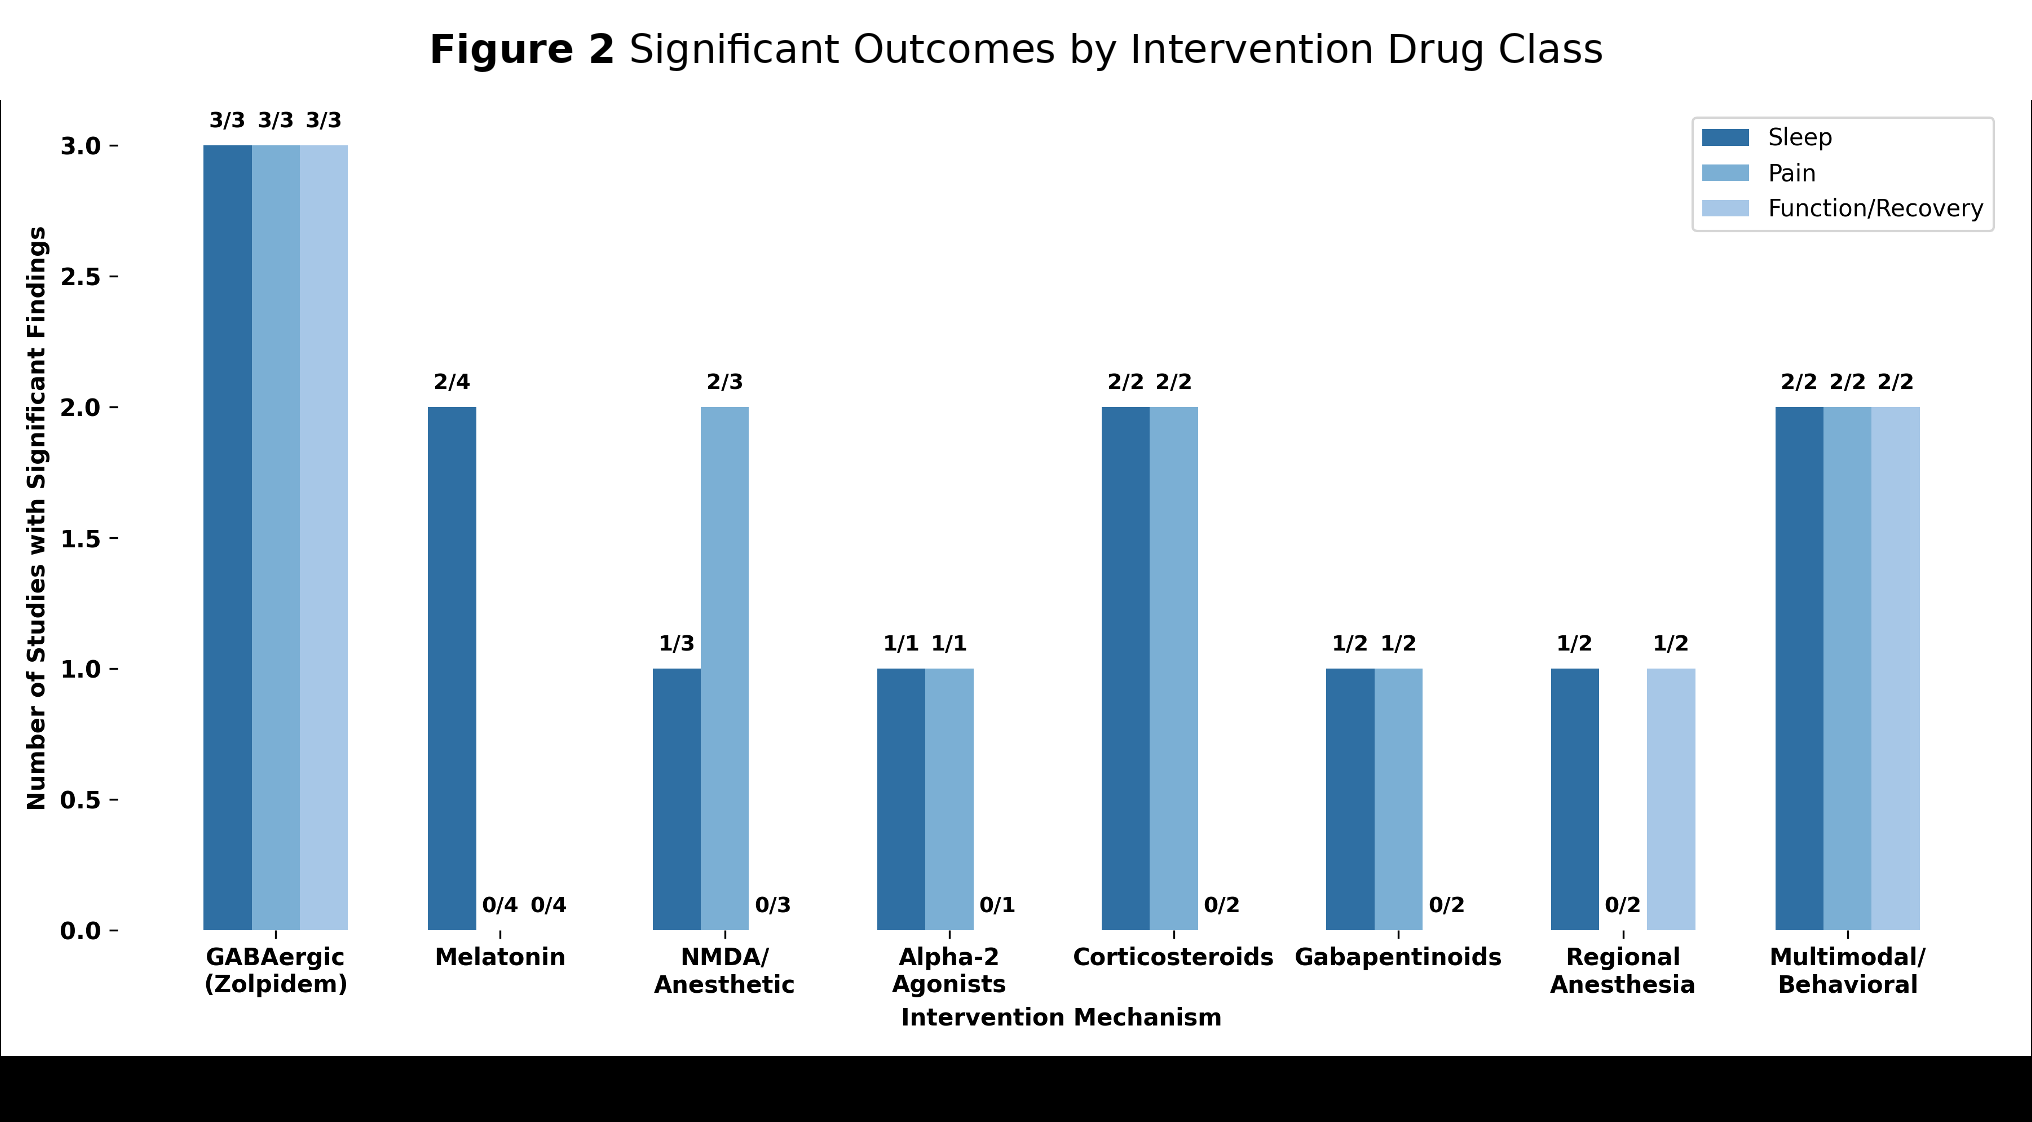 Figure 2 Significant Outcomes by Intervention Drug Class
3/3 3/3 3/3
Sleep
Pain
Function/Recovery
Number of Studies with Significant Findings
3.0
2.5
2.0
1.5
1.0
0.5
0.0
2/4
0/4 0/4
1/3
2/3
0/3
1/1 1/1
0/1
2/2 2/2
0/2
1/2 1/2
0/2
1/2
0/2
1/2
2/2 2/2 2/2
GABAergic
(Zolpidem)
Melatonin
NMDA/
Anesthetic
Alpha-2
Agonists
Corticosteroids
Gabapentinoids
Regional
Anesthesia
Multimodal/
Behavioral
Intervention Mechanism